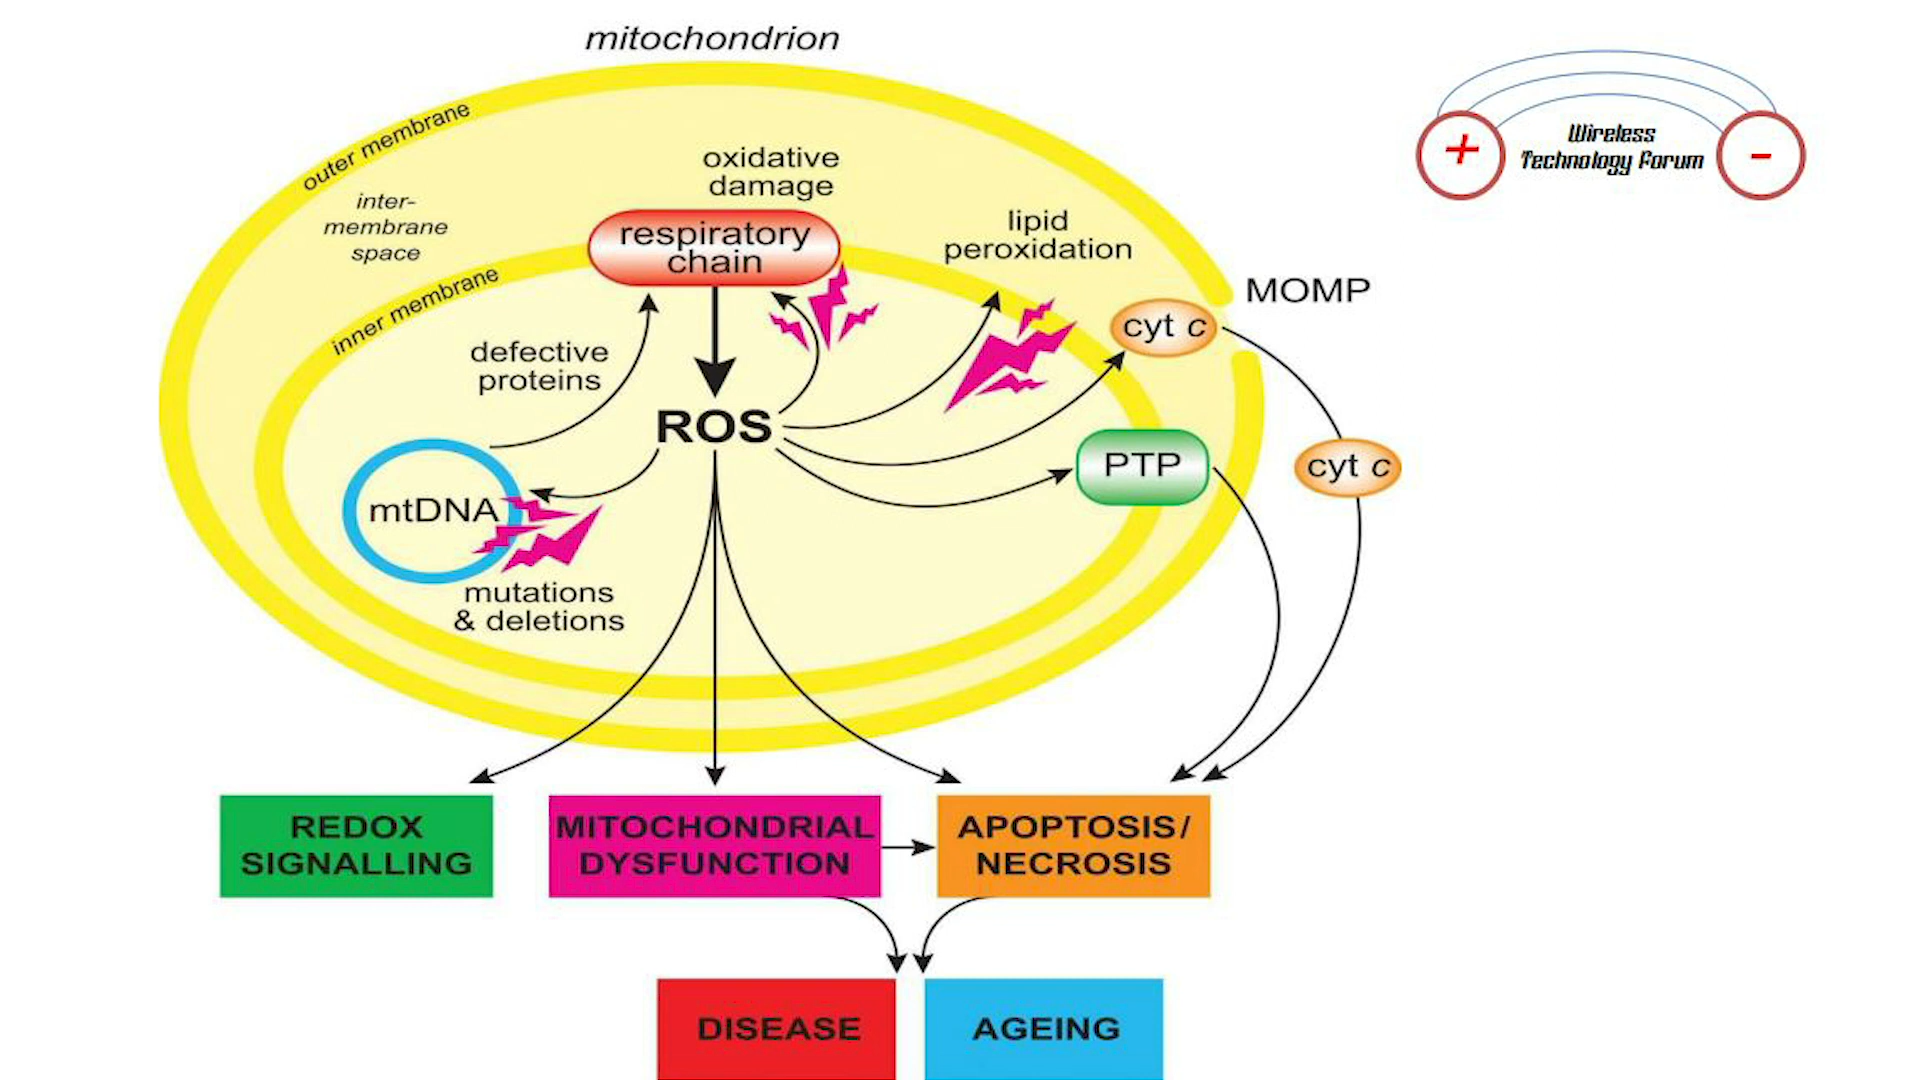 mitochondrion
outer membrane
inter-
membrane
space
inner membrane
oxidative
damage
respiratory
chain
lipid
peroxidation
MOMP
cyt c
defective
proteins
ROS
PTP
cyt c
mtDNA
mutations
& deletions
REDOX
SIGNALLING
MITOCHONDRIAL
DYSFUNCTION
APOPTOSIS/
NECROSIS
DISEASE
AGEING
+
Wireless
Technology Forum
-